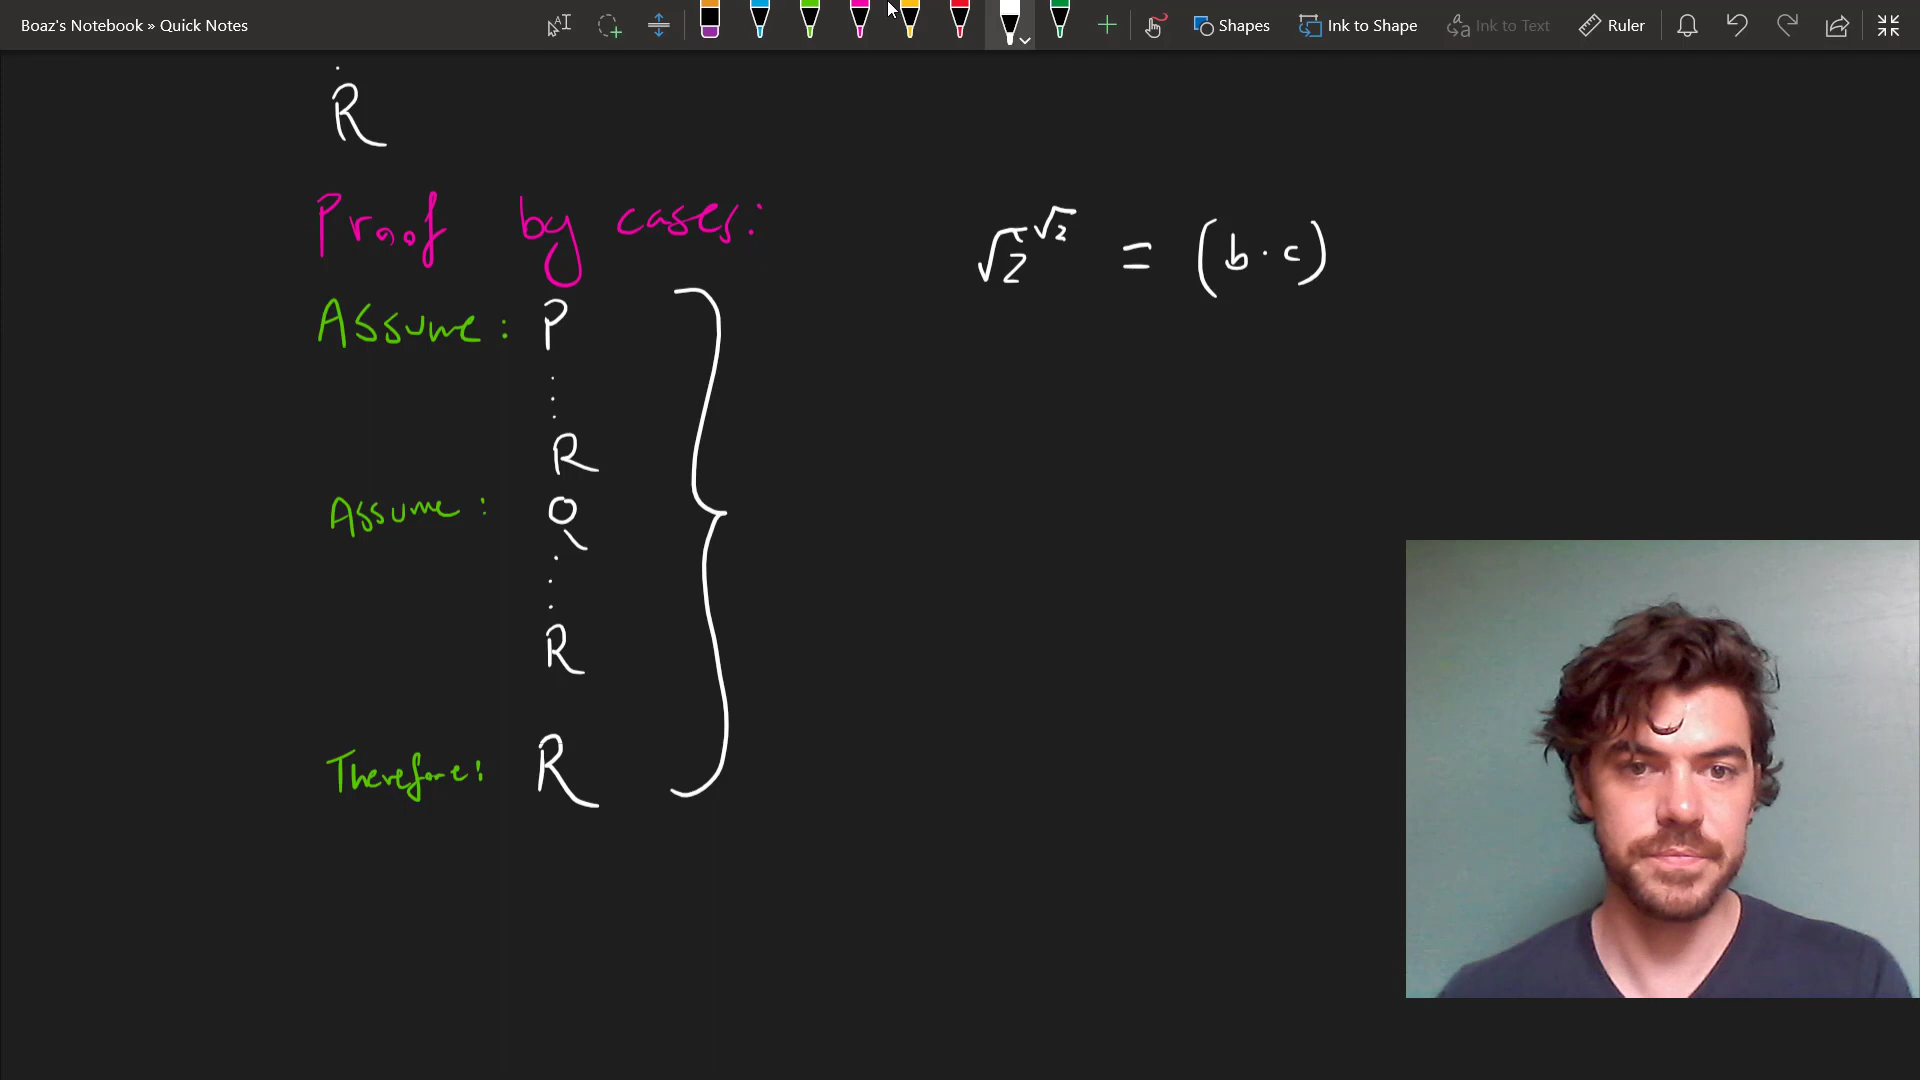 Boaz's Notebook » Quick Notes
Shapes
Ink to Shape
Ink to Text
Ruler
R
Proof by cases:
√2^√2 = (b · c)
Assume: P
R
Assume: Q
R
Therefore: R